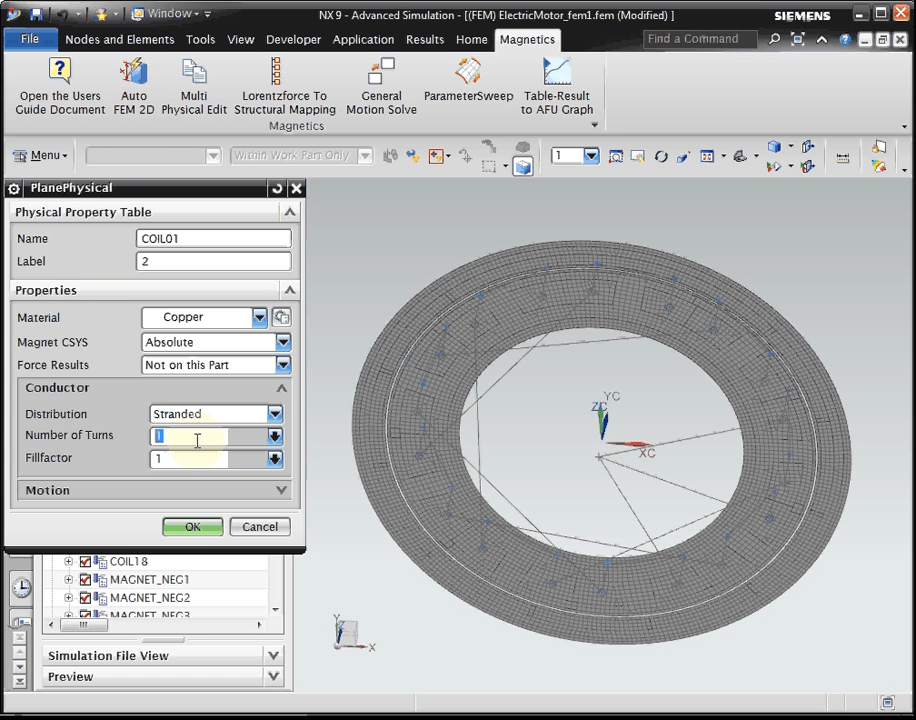 Window
NX 9 - Advanced Simulation - [(FEM) ElectricMotor_fem1.fem (Modified) ]
SIEMENS
File
Nodes and Elements
Tools
View
Developer
Application
Results
Home
Magnetics
Find a Command
Open the Users Guide Document
Auto FEM 2D
Multi Physical Edit
Lorentzforce To Structural Mapping
General Motion Solve
ParameterSweep
Table-Result to AFU Graph
Magnetics
Menu
Within Work Part Only
1
PlanePhysical
Physical Property Table
Name
COIL01
Label
2
Properties
Material
Copper
Magnet CSYS
Absolute
Force Results
Not on this Part
Conductor
Distribution
Stranded
Number of Turns
1
Fillfactor
1
Motion
OK
Cancel
COIL18
MAGNET_NEG1
MAGNET_NEG2
MAGNET_NEG3
Simulation File View
Preview
YC
ZC
XC
Y
X